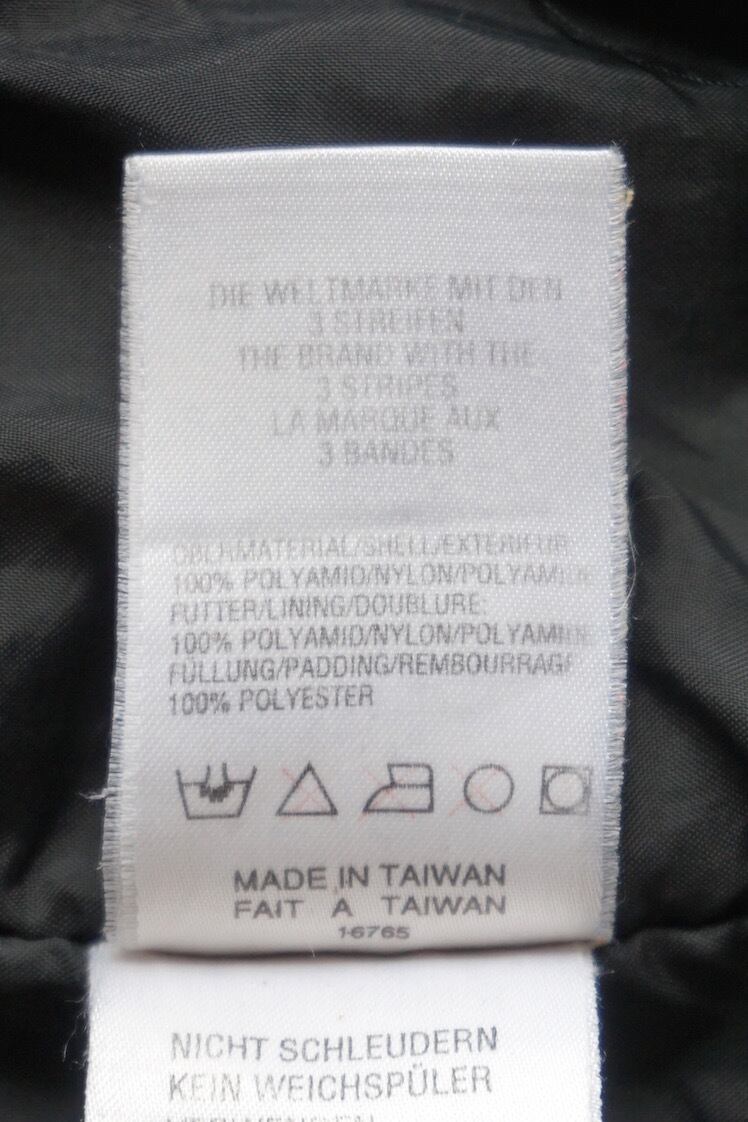 DIE WELTMARKE MIT DEN
3 STREIFEN
THE BRAND WITH THE
3 STRIPES
LA MARQUE AUX
3 BANDES
OBERMATERIAL/SHELL/EXTERIEUR
100% POLYAMID/NYLON/POLYAMIDE
FUTTER/LINING/DOUBLURE:
100% POLYAMID/NYLON/POLYAMIDE
FÜLLUNG/PADDING/REMBOURRAGE
100% POLYESTER
MADE IN TAIWAN
FAIT A TAIWAN
16765
NICHT SCHLEUDERN
KEIN WEICHSPÜLER